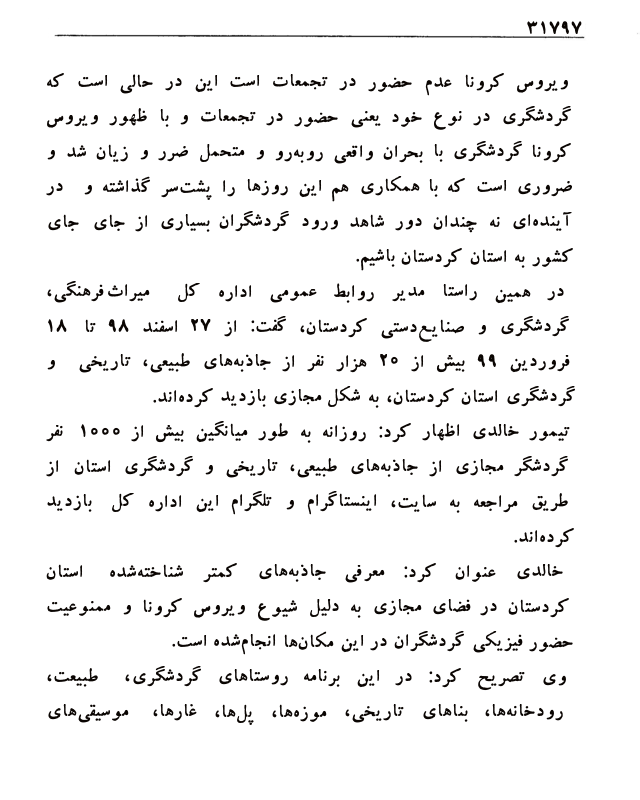 ۳۱۷۹۷
ویروس کرونا عدم حضور در تجمعات است این در حالی است که
گردشگری در نوع خود یعنی حضور در تجمعات و با ظهور ویروس
کرونا گردشگری با بحران واقعی روبه‌رو و متحمل ضرر و زیان شد و
ضروری است که با همکاری هم این روزها را پشت‌سر گذاشته و در
آینده‌ای نه چندان دور شاهد ورود گردشگران بسیاری از جای جای
کشور به استان کردستان باشیم.
در همین راستا مدیر روابط عمومی اداره کل میراث‌فرهنگی،
گردشگری و صنایع‌دستی کردستان، گفت: از ۲۷ اسفند ۹۸ تا ۱۸
فروردین ۹۹ بیش از ۲۰ هزار نفر از جاذبه‌های طبیعی، تاریخی و
گردشگری استان کردستان، به شکل مجازی بازدید کرده‌اند.
تیمور خالدی اظهار کرد: روزانه به طور میانگین بیش از ۱۰۰۰ نفر
گردشگر مجازی از جاذبه‌های طبیعی، تاریخی و گردشگری استان از
طریق مراجعه به سایت، اینستاگرام و تلگرام این اداره کل بازدید
کرده‌اند.
خالدی عنوان کرد: معرفی جاذبه‌های کمتر شناخته‌شده استان
کردستان در فضای مجازی به دلیل شیوع ویروس کرونا و ممنوعیت
حضور فیزیکی گردشگران در این مکان‌ها انجام‌شده است.
وی تصریح کرد: در این برنامه روستاهای گردشگری، طبیعت،
رودخانه‌ها، بناهای تاریخی، موزه‌ها، پل‌ها، غارها، موسیقی‌های